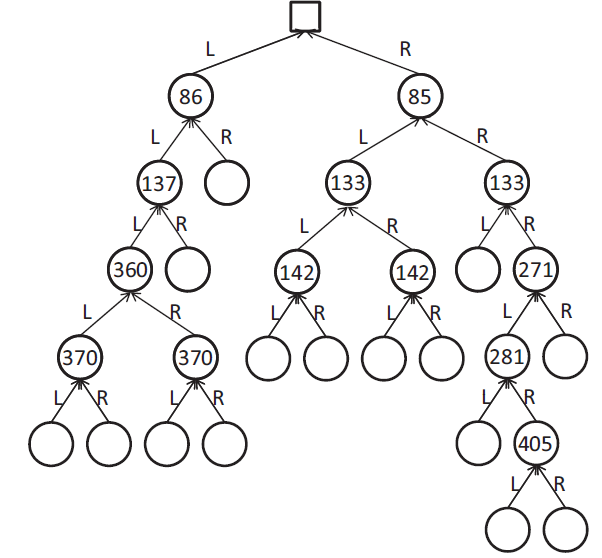 L R
86 85
L R L R
137 133 133
L R L R L R
360 142 142 271
L R L R L R L R
370 370 281
L R L R L R
405
L R